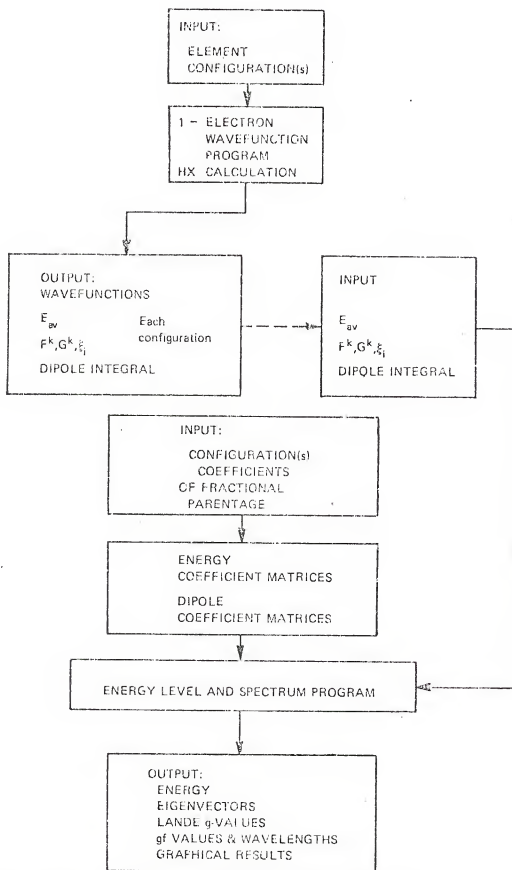 INPUT:
ELEMENT
CONFIGURATION(s)
1 - ELECTRON
WAVEFUNCTION
PROGRAM
HX CALCULATION
OUTPUT:
WAVEFUNCTIONS
E_av Each
configuration
F^k, G^k, ξ_i
DIPOLE INTEGRAL
INPUT
E_av
F^k, G^k, ξ_i
DIPOLE INTEGRAL
INPUT:
CONFIGURATION(s)
COEFFICIENTS
OF FRACTIONAL
PARENTAGE
ENERGY
COEFFICIENT MATRICES
DIPOLE
COEFFICIENT MATRICES
ENERGY LEVEL AND SPECTRUM PROGRAM
OUTPUT:
ENERGY
EIGENVECTORS
LANDE g-VALUES
gf VALUES & WAVELENGTHS
GRAPHICAL RESULTS